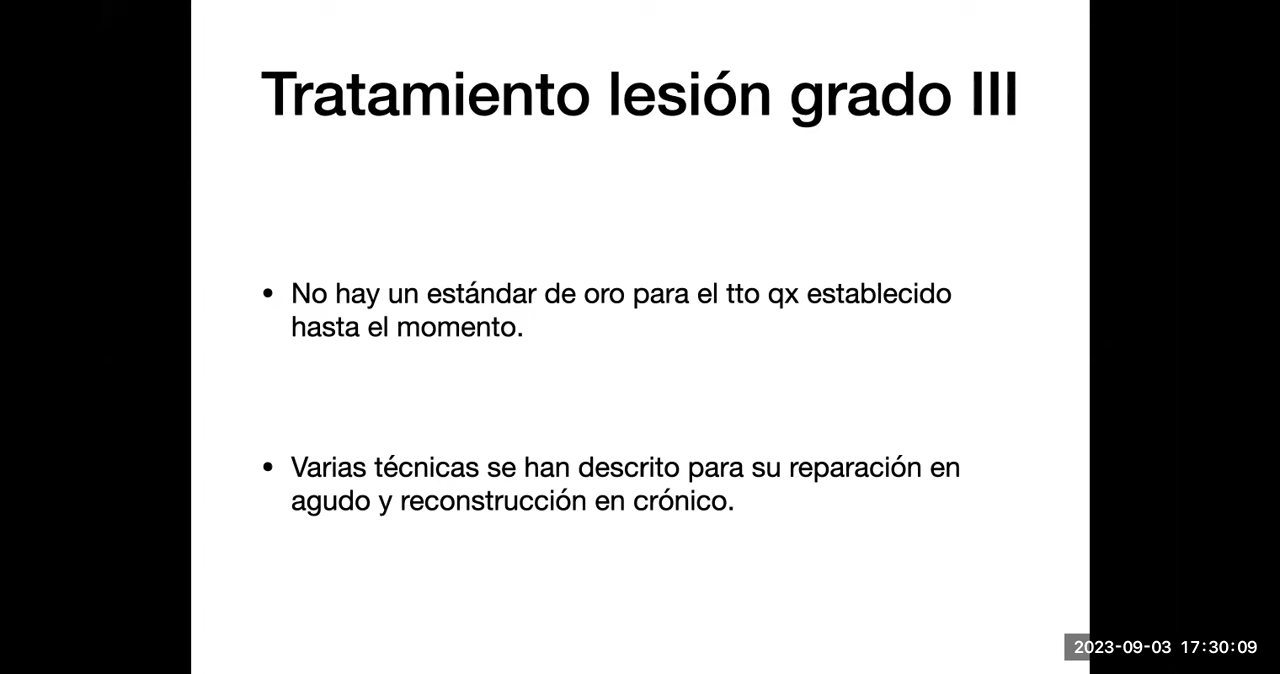 Tratamiento lesión grado III
• No hay un estándar de oro para el tto qx establecido
hasta el momento.
• Varias técnicas se han descrito para su reparación en
agudo y reconstrucción en crónico.
2023-09-03 17:30:09